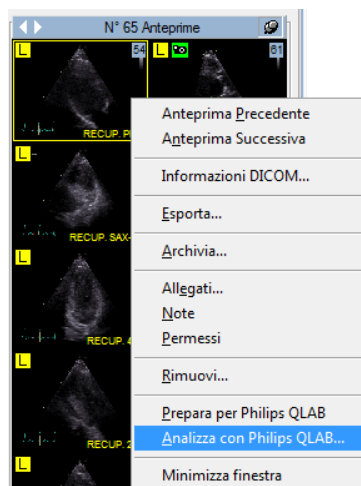 N° 65 Anteprime
L 54 L 61
RECUP. P
Anteprima Precedente
Anteprima Successiva
Informazioni DICOM...
L
Esporta...
RECUP. SAX-
Archivia...
L
Allegati...
Note
RECUP. 4
Permessi
L
Rimuovi...
Prepara per Philips QLAB
RECUP. 2
Analizza con Philips QLAB...
L
Minimizza finestra